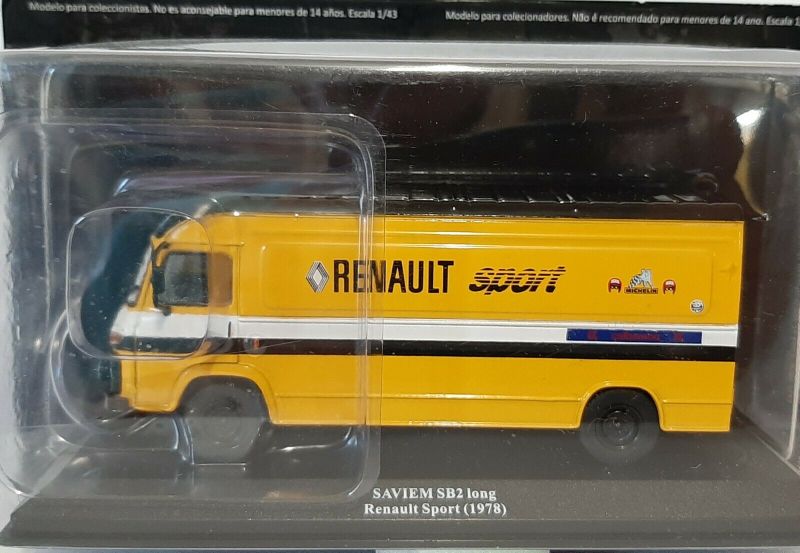 Modelo para coleccionistas. No es aconsejable para menores de 14 años. Escala 1/43
Modelo para colecionadores. Não é recomendado para menores de 14 ano. Escala 1
RENAULT sport
MICHELIN
SAVIEM SB2 long
Renault Sport (1978)